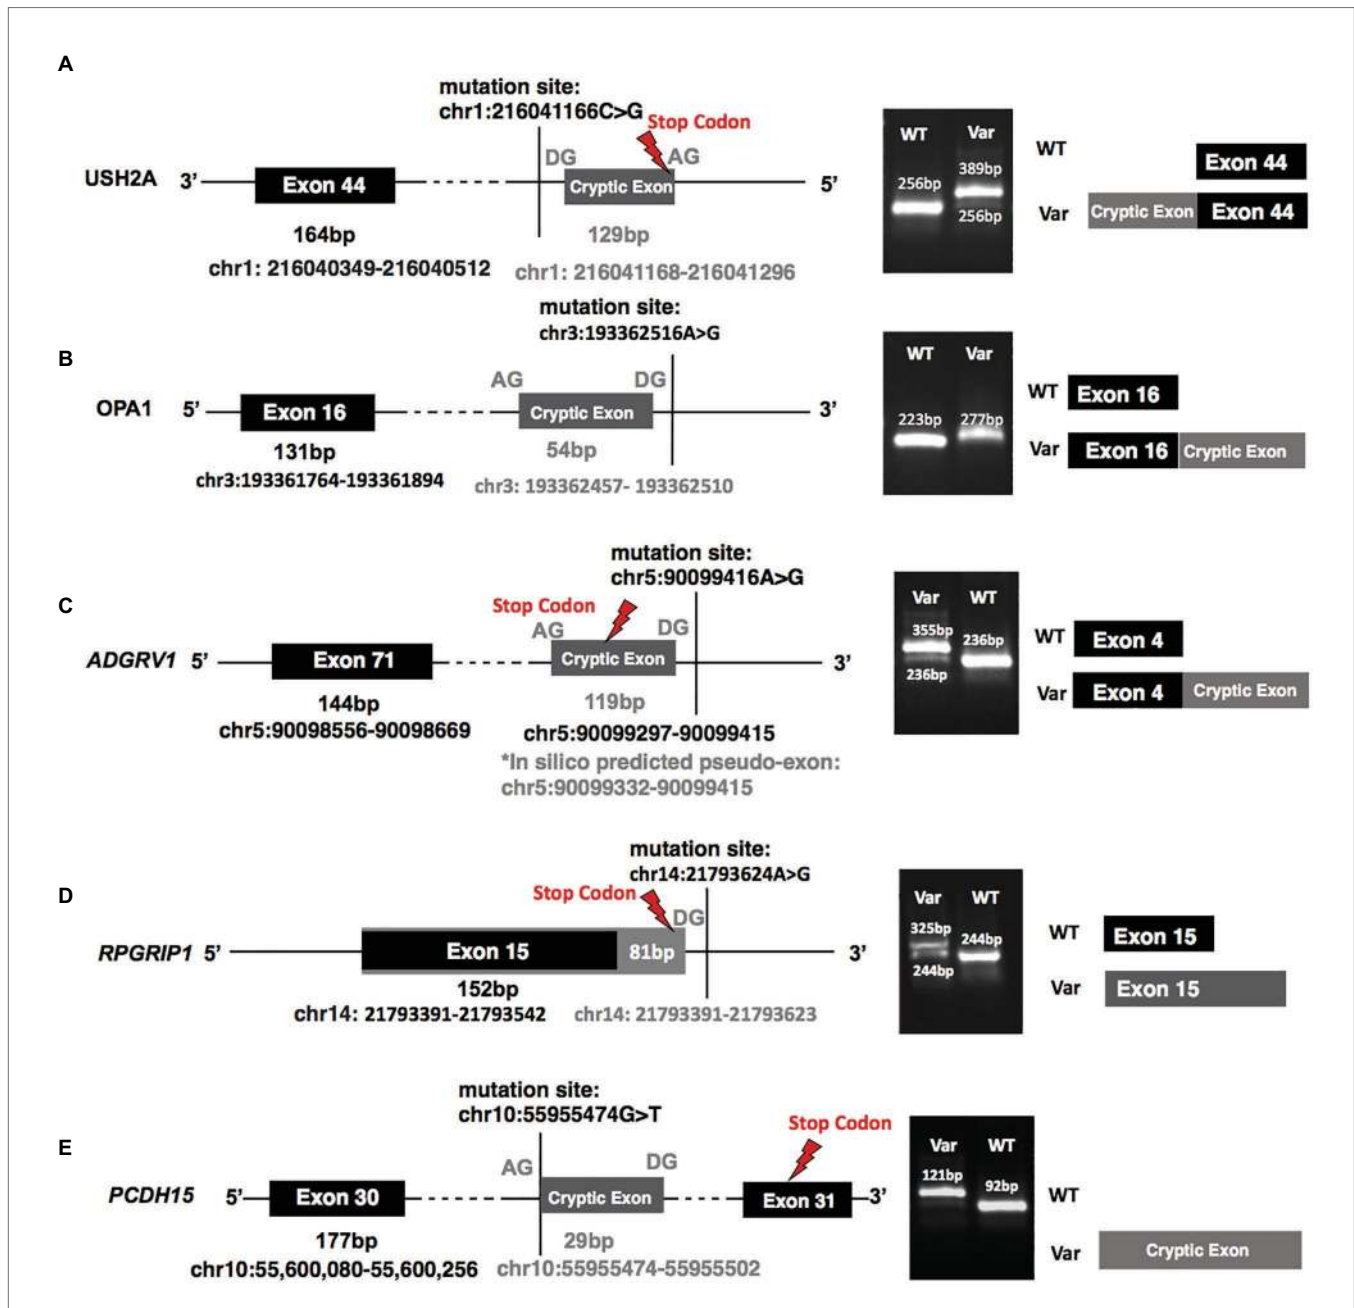 A
mutation site:
chr1:216041166C>G
Stop Codon
DG
AG
USH2A 3' Exon 44 Cryptic Exon 5'
164bp 129bp
chr1: 216040349-216040512 chr1: 216041168-216041296
WT Var
256bp 389bp
256bp
WT Exon 44
Var Cryptic Exon Exon 44
mutation site:
chr3:193362516A>G
B
AG DG
OPA1 5' Exon 16 Cryptic Exon 3'
131bp 54bp
chr3:193361764-193361894 chr3: 193362457- 193362510
WT Var
223bp 277bp
WT Exon 16
Var Exon 16 Cryptic Exon
mutation site:
chr5:90099416A>G
C
Stop Codon
AG DG
ADGRV1 5' Exon 71 Cryptic Exon 3'
144bp 119bp
chr5:90098556-90098669 chr5:90099297-90099415
*In silico predicted pseudo-exon:
chr5:90099332-90099415
Var WT
355bp 236bp
236bp
WT Exon 4
Var Exon 4 Cryptic Exon
mutation site:
chr14:21793624A>G
D
Stop Codon
DG
RPGRIP1 5' Exon 15 81bp 3'
152bp
chr14: 21793391-21793542 chr14: 21793391-21793623
Var WT
325bp 244bp
244bp
WT Exon 15
Var Exon 15
mutation site:
chr10:55955474G>T
E
Stop Codon
AG DG
PCDH15 5' Exon 30 Cryptic Exon Exon 31 3'
177bp 29bp
chr10:55,600,080-55,600,256 chr10:55955474-55955502
Var WT
121bp 92bp
WT
Var Cryptic Exon